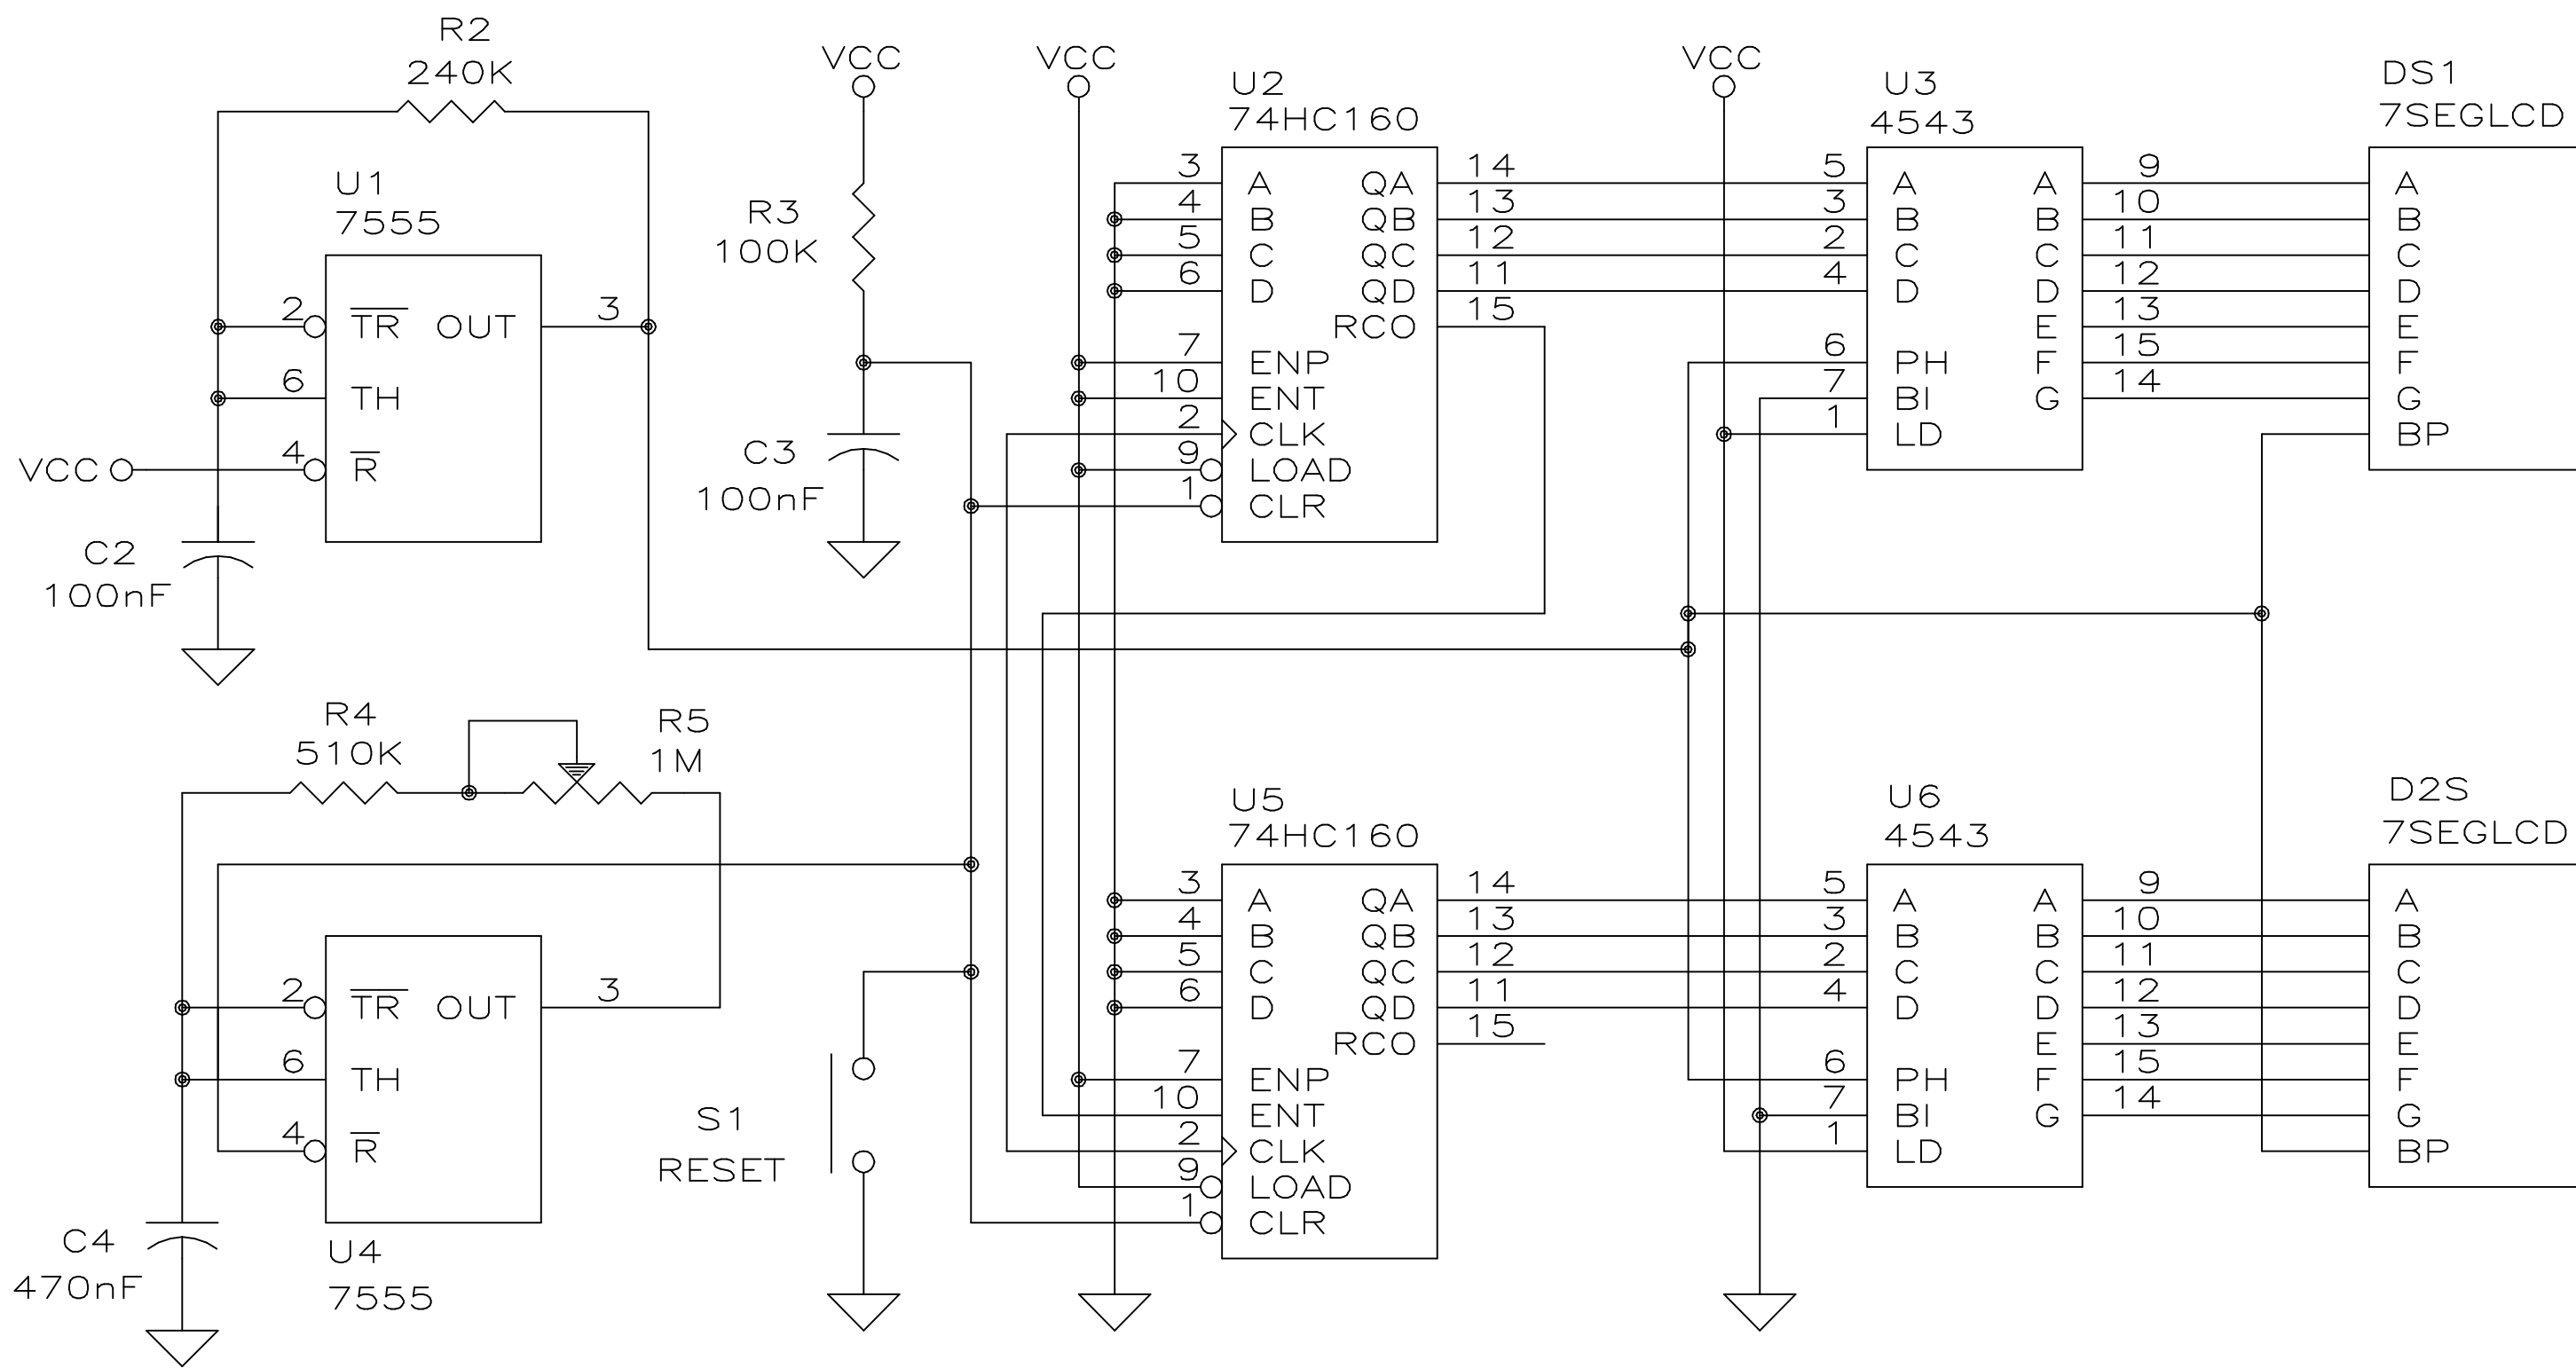 R2
240K
U1
7555
2
TR
OUT
3
6
TH
VCC
4
R
C2
100nF
VCC
R3
100K
C3
100nF
VCC
U2
74HC160
3
A
QA
14
4
B
QB
13
5
C
QC
12
6
D
QD
11
RCO
15
7
ENP
10
ENT
2
CLK
9
LOAD
1
CLR
VCC
U3
4543
5
A
A
9
3
B
B
10
2
C
C
11
4
D
D
12
E
13
6
PH
F
15
7
BI
G
14
1
LD
DS1
7SEGLCD
A
B
C
D
E
F
G
BP
R4
510K
R5
1M
2
TR
OUT
3
6
TH
4
R
C4
470nF
U4
7555
S1
RESET
U5
74HC160
3
A
QA
14
4
B
QB
13
5
C
QC
12
6
D
QD
11
RCO
15
7
ENP
10
ENT
2
CLK
9
LOAD
1
CLR
U6
4543
5
A
A
9
3
B
B
10
2
C
C
11
4
D
D
12
E
13
6
PH
F
15
7
BI
G
14
1
LD
D2S
7SEGLCD
A
B
C
D
E
F
G
BP